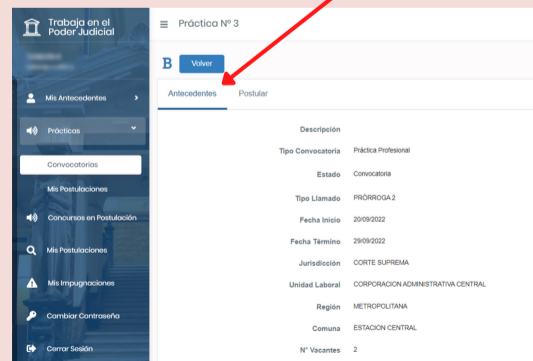 Trabaja en el
Poder Judicial
Práctica N° 3
B Volver
Mis Antecedentes
Antecedentes Postular
Prácticas
Convocatorias
Mis Postulaciones
Concursos en Postulación
Mis Postulaciones
Mis Impugnaciones
Cambiar Contraseña
Cerrar Sesión
Descripción
Tipo Convocatoria Práctica Profesional
Estado Convocatoria
Tipo Llamado PRÓRROGA 2
Fecha Inicio 20/09/2022
Fecha Término 29/09/2022
Jurisdicción CORTE SUPREMA
Unidad Laboral CORPORACION ADMINISTRATIVA CENTRAL
Región METROPOLITANA
Comuna ESTACION CENTRAL
N° Vacantes 2